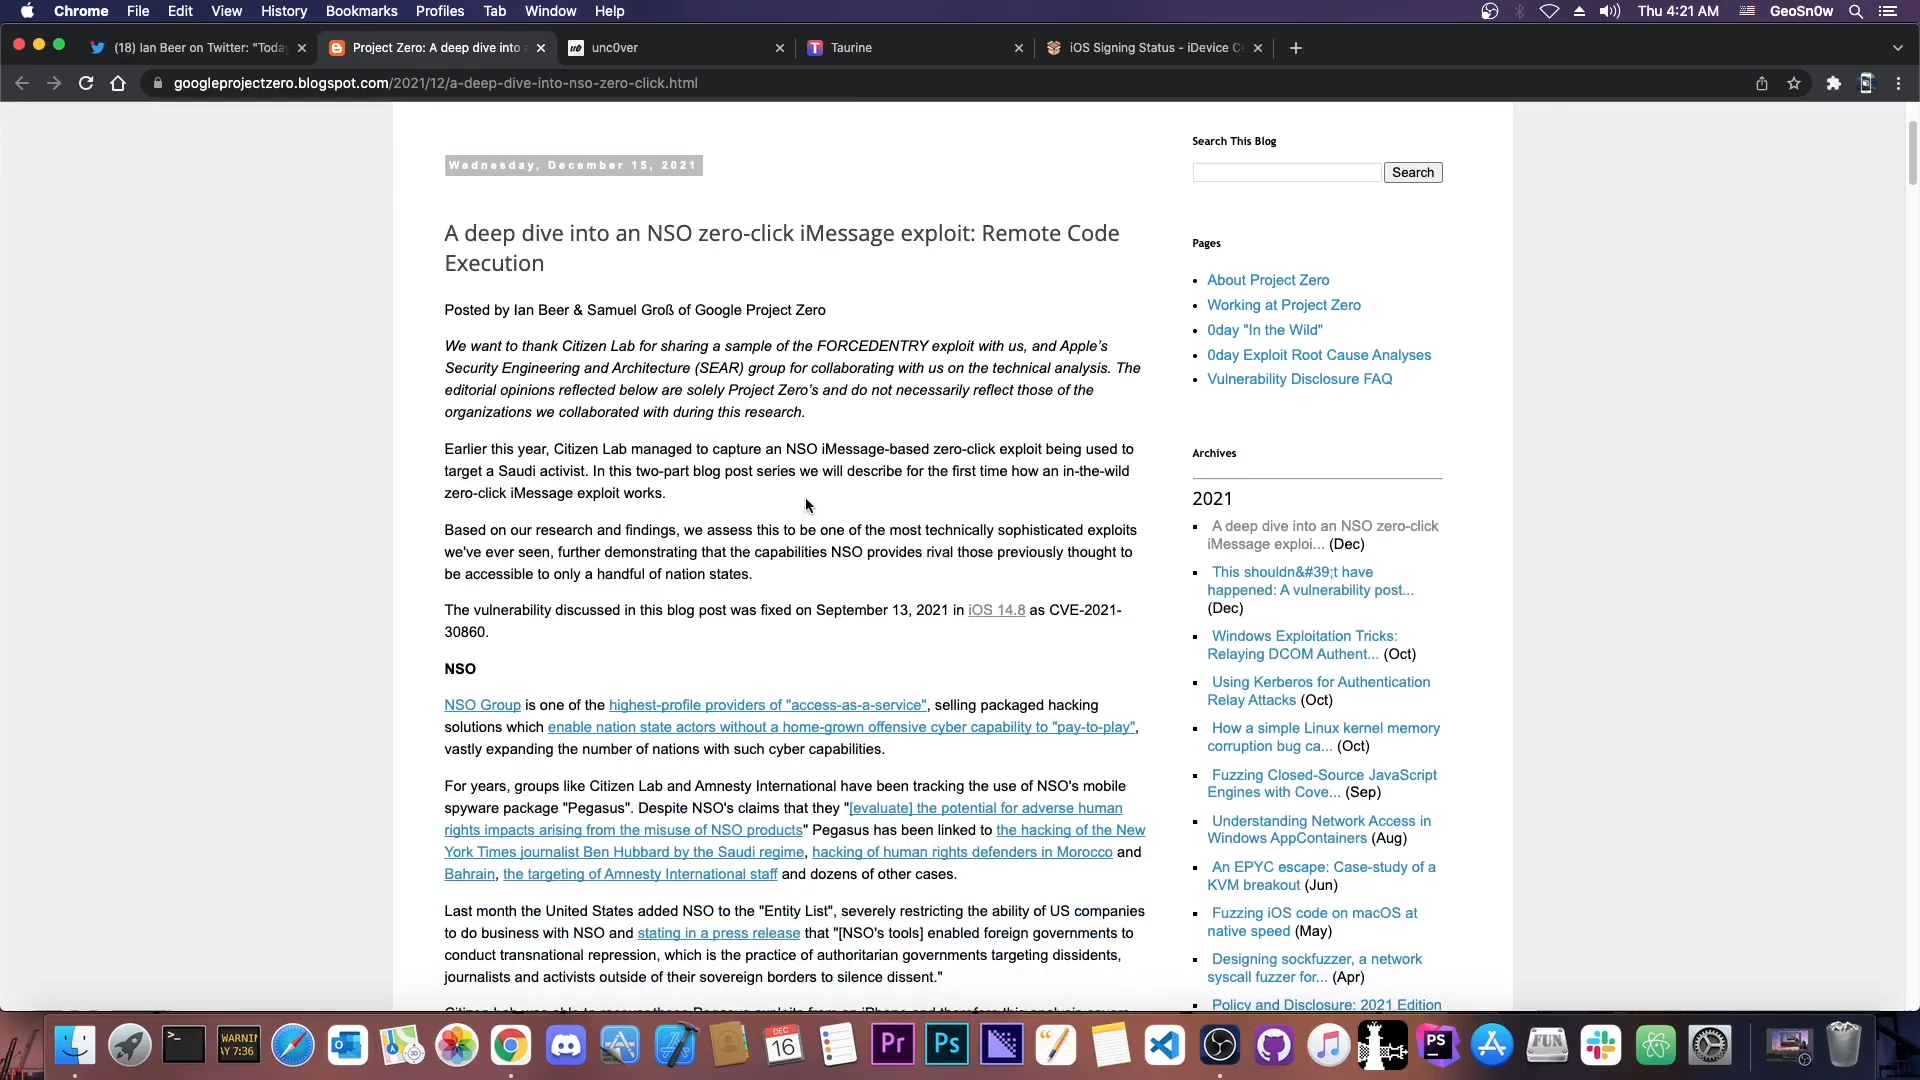 Chrome File Edit View History Bookmarks Profiles Tab Window Help Thu 4:21 AM GeoSn0w
(18) Ian Beer on Twitter: "Toda
Project Zero: A deep dive into
unc0ver
Taurine
iOS Signing Status - iDevice C
googleprojectzero.blogspot.com/2021/12/a-deep-dive-into-nso-zero-click.html
Wednesday, December 15, 2021
A deep dive into an NSO zero-click iMessage exploit: Remote Code
Execution
Posted by Ian Beer & Samuel Groß of Google Project Zero
We want to thank Citizen Lab for sharing a sample of the FORCEDENTRY exploit with us, and Apple's
Security Engineering and Architecture (SEAR) group for collaborating with us on the technical analysis. The
editorial opinions reflected below are solely Project Zero's and do not necessarily reflect those of the
organizations we collaborated with during this research.
Earlier this year, Citizen Lab managed to capture an NSO iMessage-based zero-click exploit being used to
target a Saudi activist. In this two-part blog post series we will describe for the first time how an in-the-wild
zero-click iMessage exploit works.
Based on our research and findings, we assess this to be one of the most technically sophisticated exploits
we've ever seen, further demonstrating that the capabilities NSO provides rival those previously thought to
be accessible to only a handful of nation states.
The vulnerability discussed in this blog post was fixed on September 13, 2021 in iOS 14.8 as CVE-2021-
30860.
NSO
NSO Group is one of the highest-profile providers of "access-as-a-service", selling packaged hacking
solutions which enable nation state actors without a home-grown offensive cyber capability to "pay-to-play",
vastly expanding the number of nations with such cyber capabilities.
For years, groups like Citizen Lab and Amnesty International have been tracking the use of NSO's mobile
spyware package "Pegasus". Despite NSO's claims that they "[evaluate] the potential for adverse human
rights impacts arising from the misuse of NSO products" Pegasus has been linked to the hacking of the New
York Times journalist Ben Hubbard by the Saudi regime, hacking of human rights defenders in Morocco and
Bahrain, the targeting of Amnesty International staff and dozens of other cases.
Last month the United States added NSO to the "Entity List", severely restricting the ability of US companies
to do business with NSO and stating in a press release that "[NSO's tools] enabled foreign governments to
conduct transnational repression, which is the practice of authoritarian governments targeting dissidents,
journalists and activists outside of their sovereign borders to silence dissent."
Search This Blog
Search
Pages
About Project Zero
Working at Project Zero
0day "In the Wild"
0day Exploit Root Cause Analyses
Vulnerability Disclosure FAQ
Archives
2021
A deep dive into an NSO zero-click
iMessage exploi... (Dec)
This shouldn&#39;t have
happened: A vulnerability post...
(Dec)
Windows Exploitation Tricks:
Relaying DCOM Authent... (Oct)
Using Kerberos for Authentication
Relay Attacks (Oct)
How a simple Linux kernel memory
corruption bug ca... (Oct)
Fuzzing Closed-Source JavaScript
Engines with Cove... (Sep)
Understanding Network Access in
Windows AppContainers (Aug)
An EPYC escape: Case-study of a
KVM breakout (Jun)
Fuzzing iOS code on macOS at
native speed (May)
Designing sockfuzzer, a network
syscall fuzzer for... (Apr)
Policy and Disclosure: 2021 Edition
WARNIN
AY 7:36
DEC
16
Pr
Ps
PS
FUN